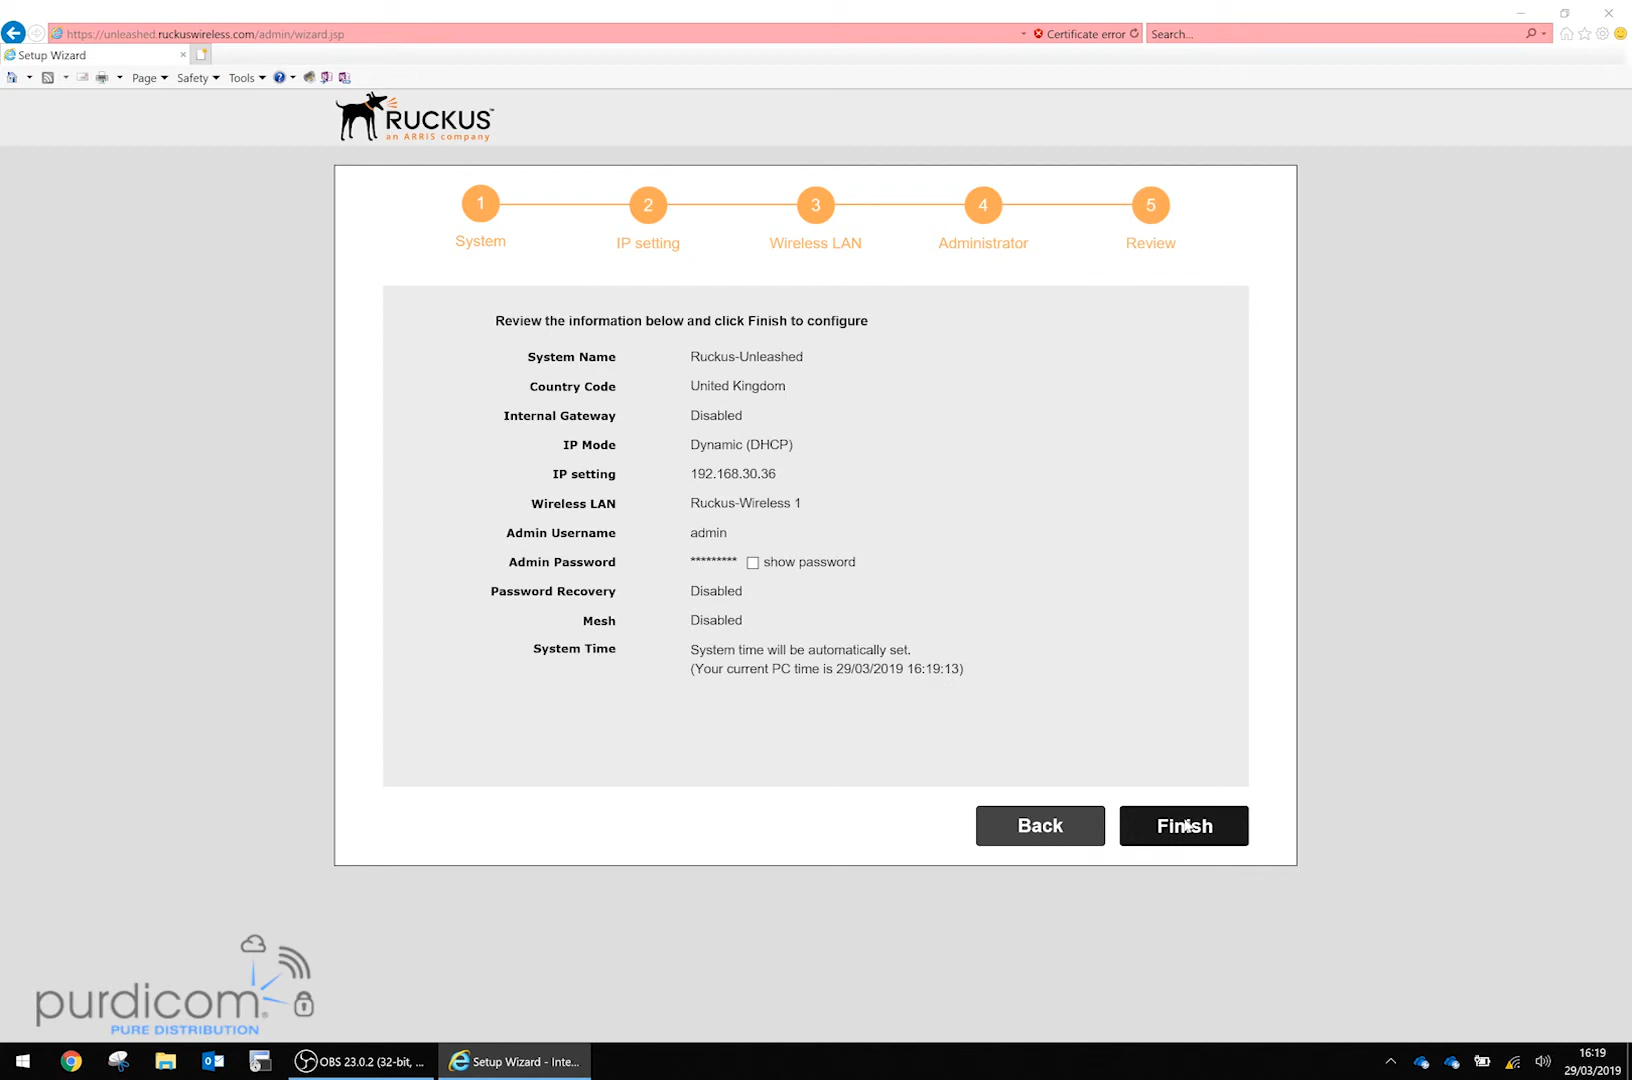 https://unleashed.ruckuswireless.com/admin/wizard.jsp
Certificate error
Search...
Setup Wizard
Page
Safety
Tools
RUCKUS™
an ARRIS company
1
2
3
4
5
System
IP setting
Wireless LAN
Administrator
Review
Review the information below and click Finish to configure
System Name Ruckus-Unleashed
Country Code United Kingdom
Internal Gateway Disabled
IP Mode Dynamic (DHCP)
IP setting 192.168.30.36
Wireless LAN Ruckus-Wireless 1
Admin Username admin
Admin Password ********* show password
Password Recovery Disabled
Mesh Disabled
System Time System time will be automatically set.
(Your current PC time is 29/03/2019 16:19:13)
Back
Finish
purdicom®
PURE DISTRIBUTION
OBS 23.0.2 (32-bit, ...
Setup Wizard - Inte...
16:19
29/03/2019